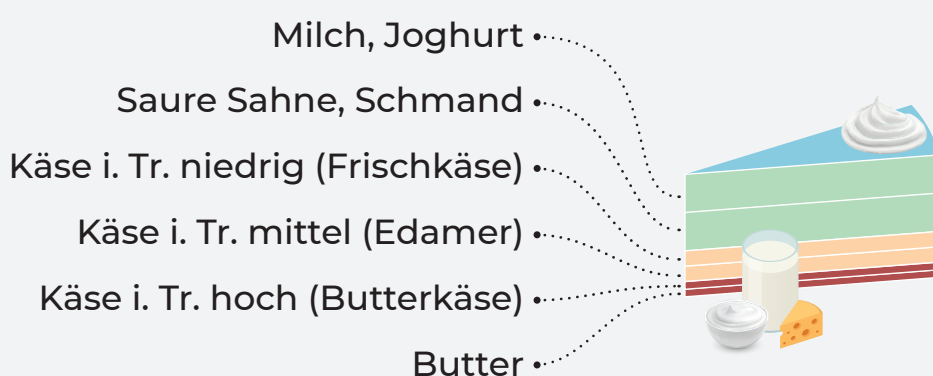 Milch, Joghurt
Saure Sahne, Schmand
Käse i. Tr. niedrig (Frischkäse)
Käse i. Tr. mittel (Edamer)
Käse i. Tr. hoch (Butterkäse)
Butter